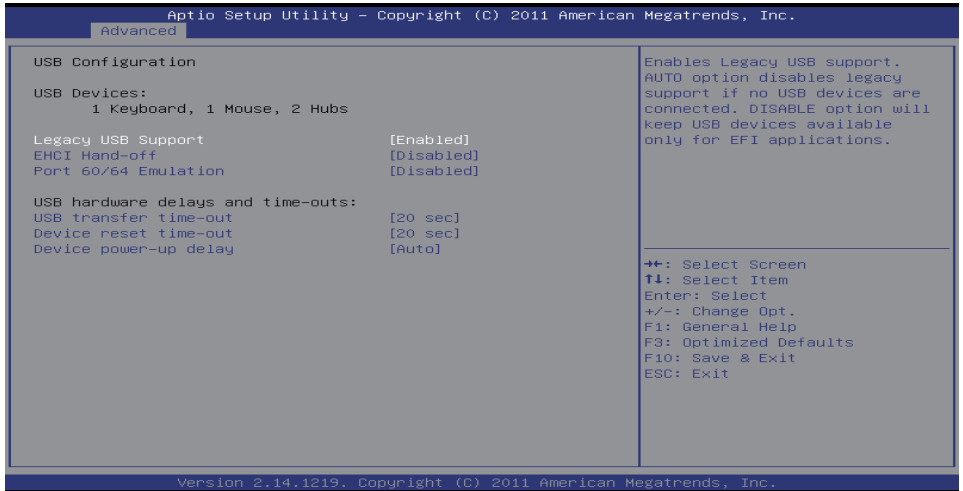 Aptio Setup Utility – Copyright (C) 2011 American Megatrends, Inc.
Advanced
USB Configuration
USB Devices:
1 Keyboard, 1 Mouse, 2 Hubs
Legacy USB Support [Enabled]
EHCI Hand-off [Disabled]
Port 60/64 Emulation [Disabled]
USB hardware delays and time-outs:
USB transfer time-out [20 sec]
Device reset time-out [20 sec]
Device power-up delay [Auto]
Enables Legacy USB support.
AUTO option disables legacy
support if no USB devices are
connected. DISABLE option will
keep USB devices available
only for EFI applications.
→←: Select Screen
↑↓: Select Item
Enter: Select
+/-: Change Opt.
F1: General Help
F3: Optimized Defaults
F10: Save & Exit
ESC: Exit
Version 2.14.1219. Copyright (C) 2011 American Megatrends, Inc.